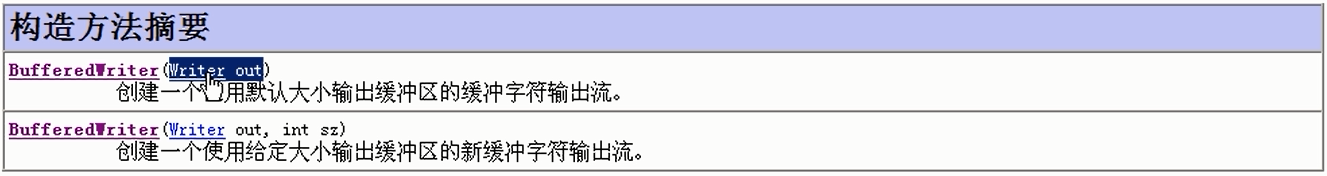 构造方法摘要
BufferedWriter(Writer out)
创建一个用默认大小输出缓冲区的缓冲字符输出流。
BufferedWriter(Writer out, int sz)
创建一个使用给定大小输出缓冲区的新缓冲字符输出流。